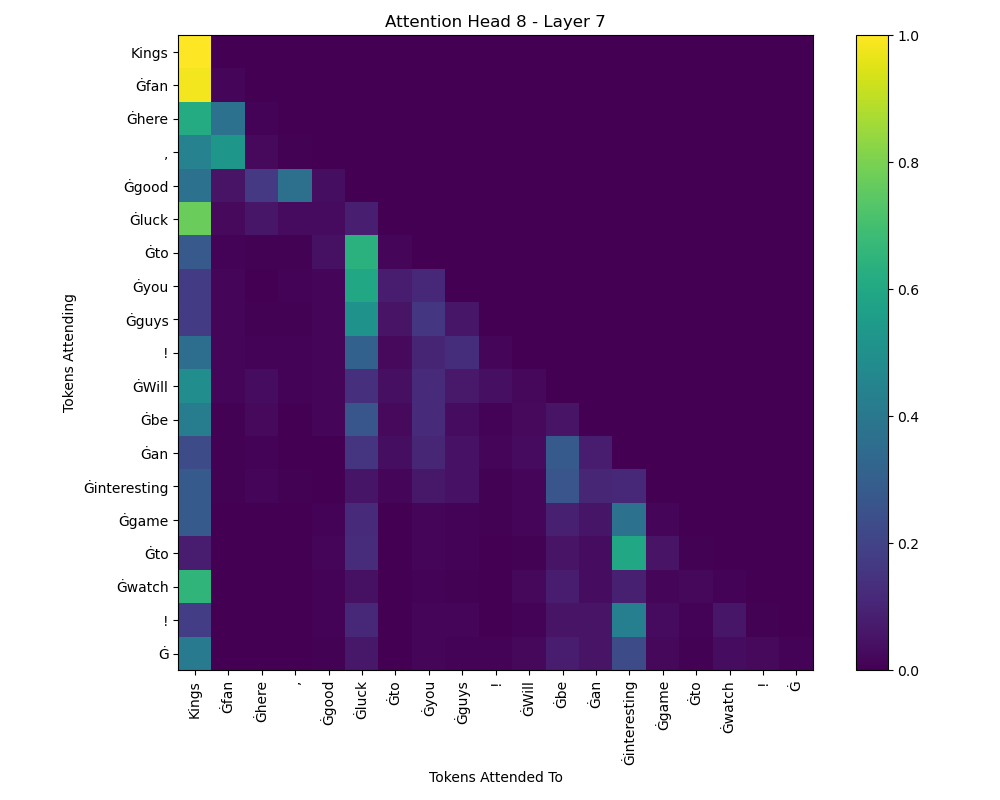 Attention Head 8 - Layer 7
Tokens Attending
Kings
Ġfan
Ġhere
,
Ġgood
Ġluck
Ġto
Ġyou
Ġguys
!
ĠWill
Ġbe
Ġan
Ġinteresting
Ġgame
Ġto
Ġwatch
!
Ġ
Kings
Ġfan
Ġhere
,
Ġgood
Ġluck
Ġto
Ġyou
Ġguys
!
ĠWill
Ġbe
Ġan
Ġinteresting
Ġgame
Ġto
Ġwatch
!
Ġ
Tokens Attended To
1.0
0.8
0.6
0.4
0.2
0.0